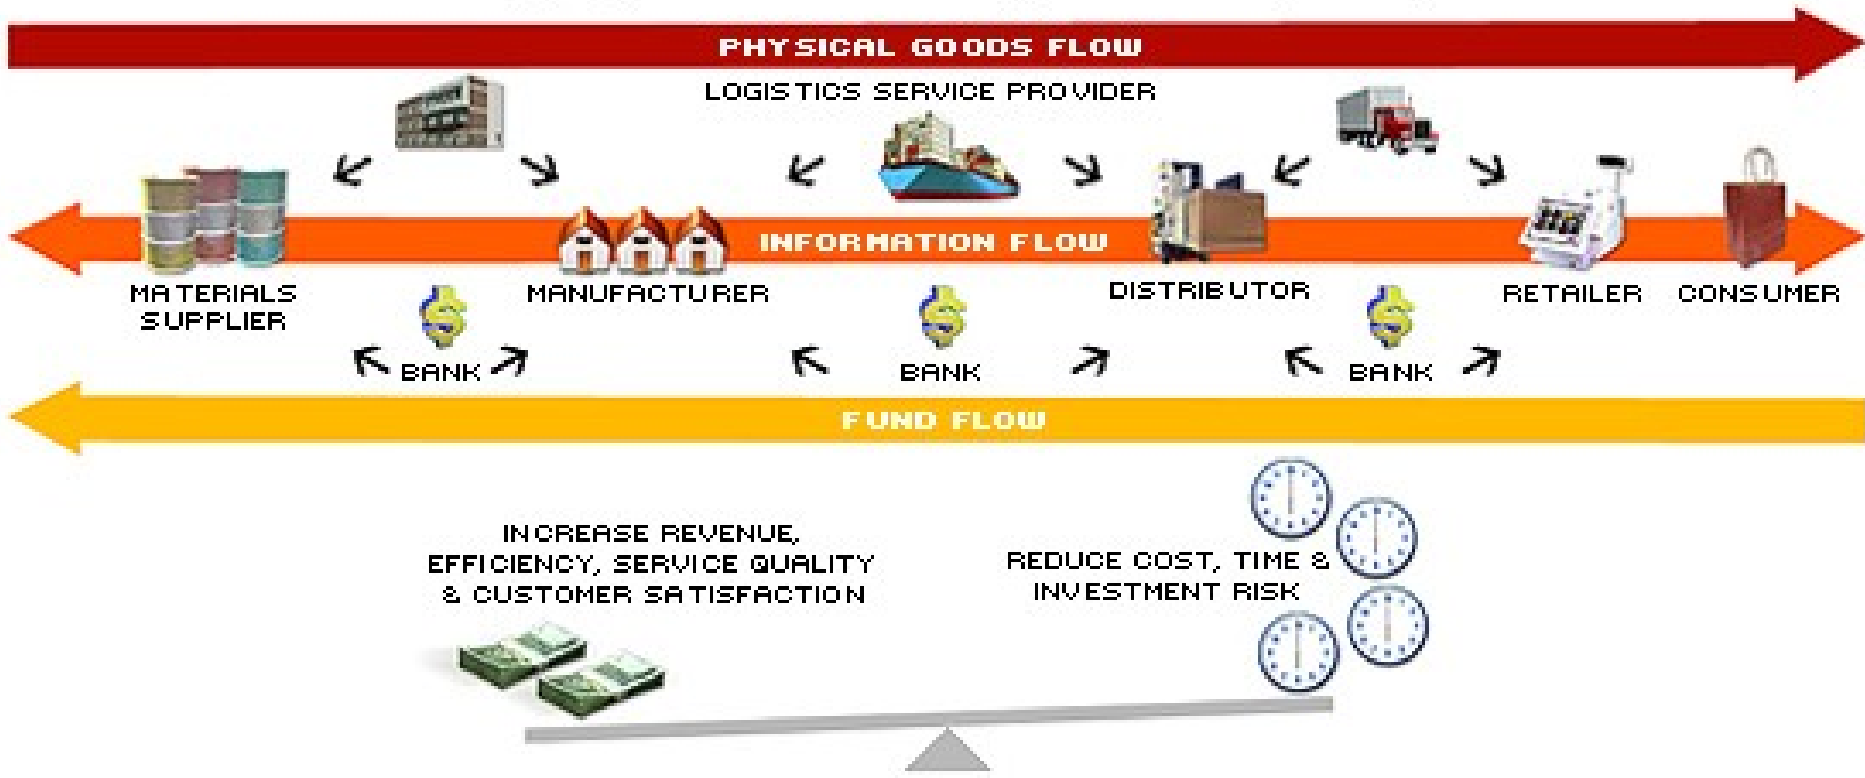 PHYSICAL GOODS FLOW
LOGISTICS SERVICE PROVIDER
INFORMATION FLOW
MATERIALS
SUPPLIER
MANUFACTURER
DISTRIBUTOR
RETAILER
CONSUMER
BANK
BANK
BANK
FUND FLOW
INCREASE REVENUE,
EFFICIENCY, SERVICE QUALITY
& CUSTOMER SATISFACTION
REDUCE COST, TIME &
INVESTMENT RISK